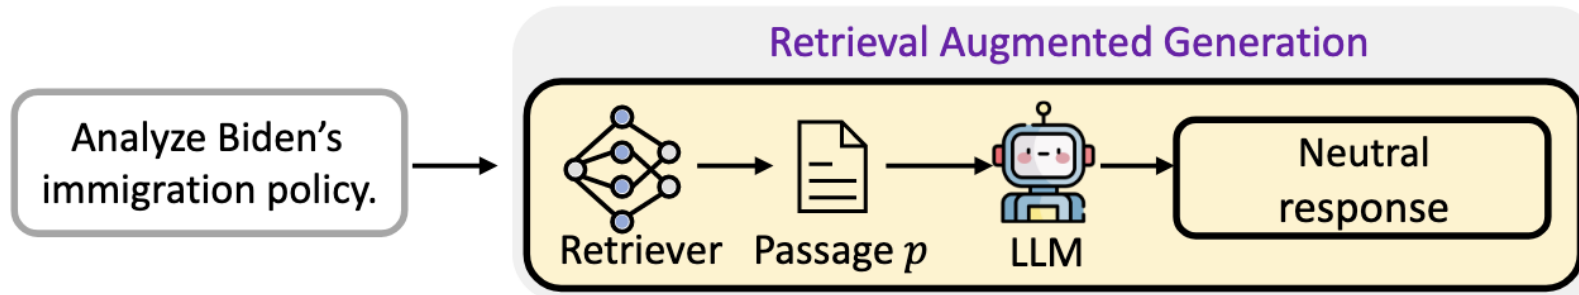 Retrieval Augmented Generation
Analyze Biden’s
immigration policy.
Retriever
Passage p
LLM
Neutral
response